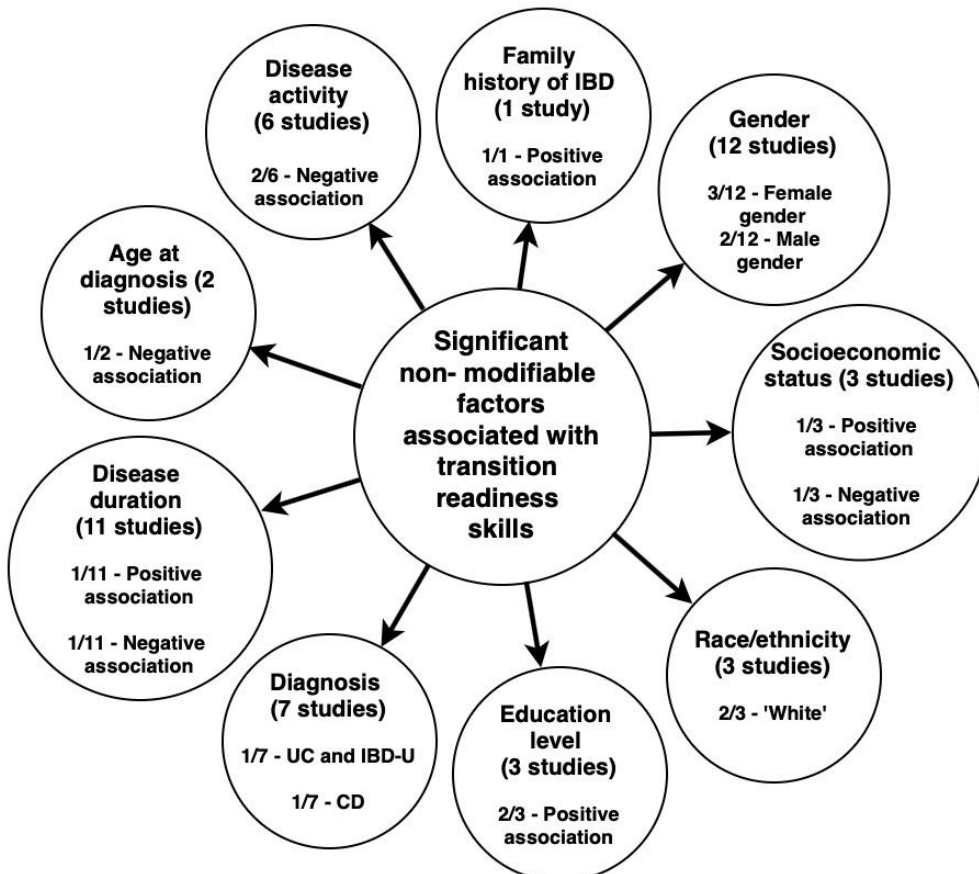 Significant
non- modifiable
factors
associated with
transition
readiness
skills
Family
history of IBD
(1 study)
1/1 - Positive
association
Gender
(12 studies)
3/12 - Female
gender
2/12 - Male
gender
Socioeconomic
status (3 studies)
1/3 - Positive
association
1/3 - Negative
association
Race/ethnicity
(3 studies)
2/3 - 'White'
Education
level
(3 studies)
2/3 - Positive
association
Diagnosis
(7 studies)
1/7 - UC and IBD-U
1/7 - CD
Disease
duration
(11 studies)
1/11 - Positive
association
1/11 - Negative
association
Age at
diagnosis (2
studies)
1/2 - Negative
association
Disease
activity
(6 studies)
2/6 - Negative
association